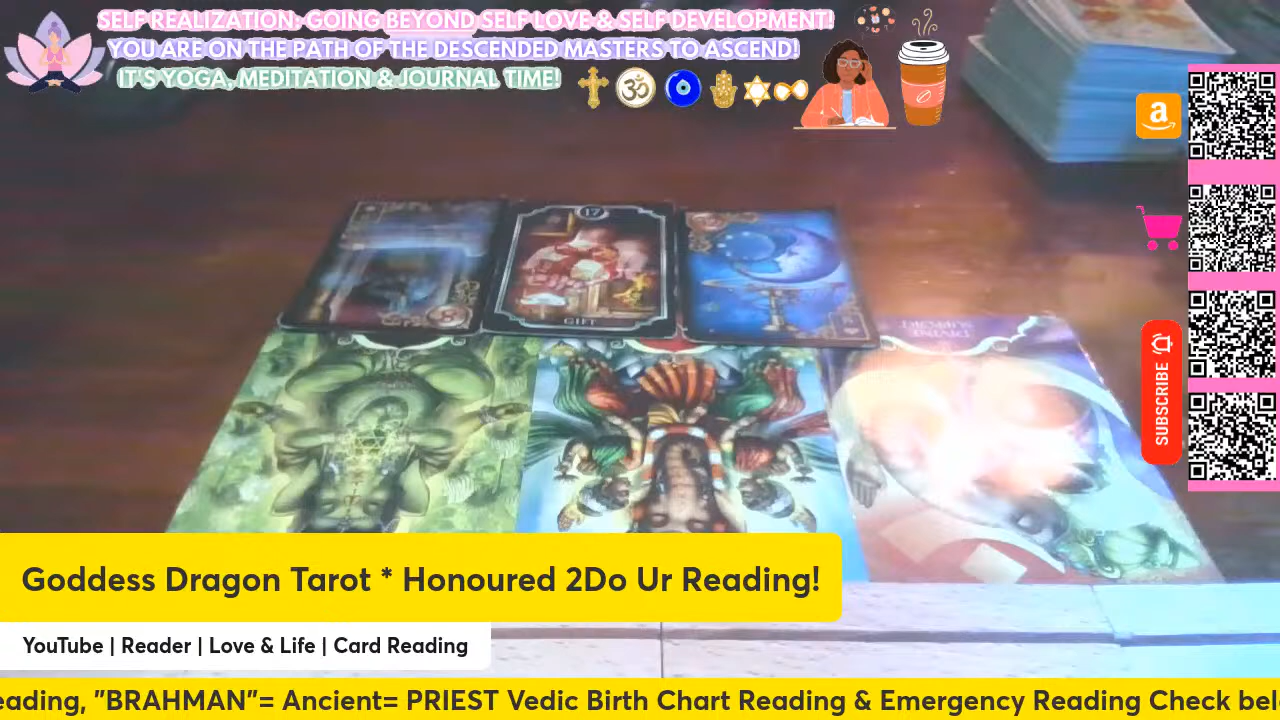 SELF REALIZATION: GOING BEYOND SELF LOVE & SELF DEVELOPMENT!
YOU ARE ON THE PATH OF THE DESCENDED MASTERS TO ASCEND!
IT'S YOGA, MEDITATION & JOURNAL TIME!
a
17
GIFT
SUBSCRIBE
Goddess Dragon Tarot * Honoured 2Do Ur Reading!
YouTube | Reader | Love & Life | Card Reading
eading, "BRAHMAN"= Ancient= PRIEST Vedic Birth Chart Reading & Emergency Reading Check bel